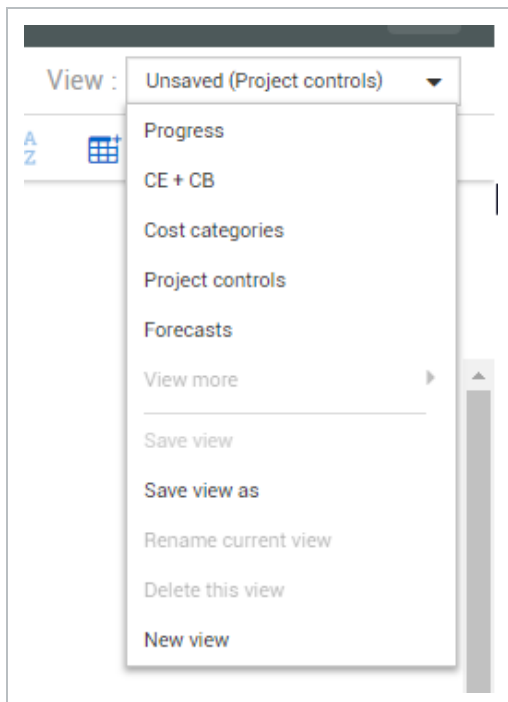 View :
Unsaved (Project controls)
A
Z
Progress
CE + CB
Cost categories
Project controls
Forecasts
View more
Save view
Save view as
Rename current view
Delete this view
New view